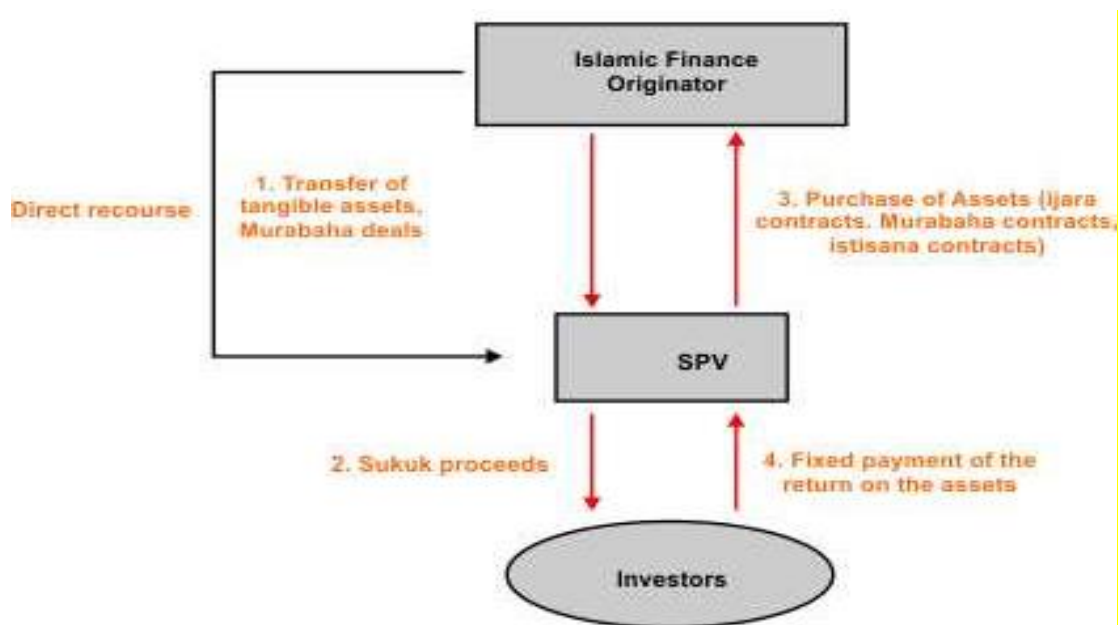 Islamic Finance
Originator
Direct recourse
1. Transfer of
tangible assets,
Murabaha deals
3. Purchase of Assets (ijara
contracts. Murabaha contracts,
istisana contracts)
SPV
2. Sukuk proceeds
4. Fixed payment of the
return on the assets
Investors